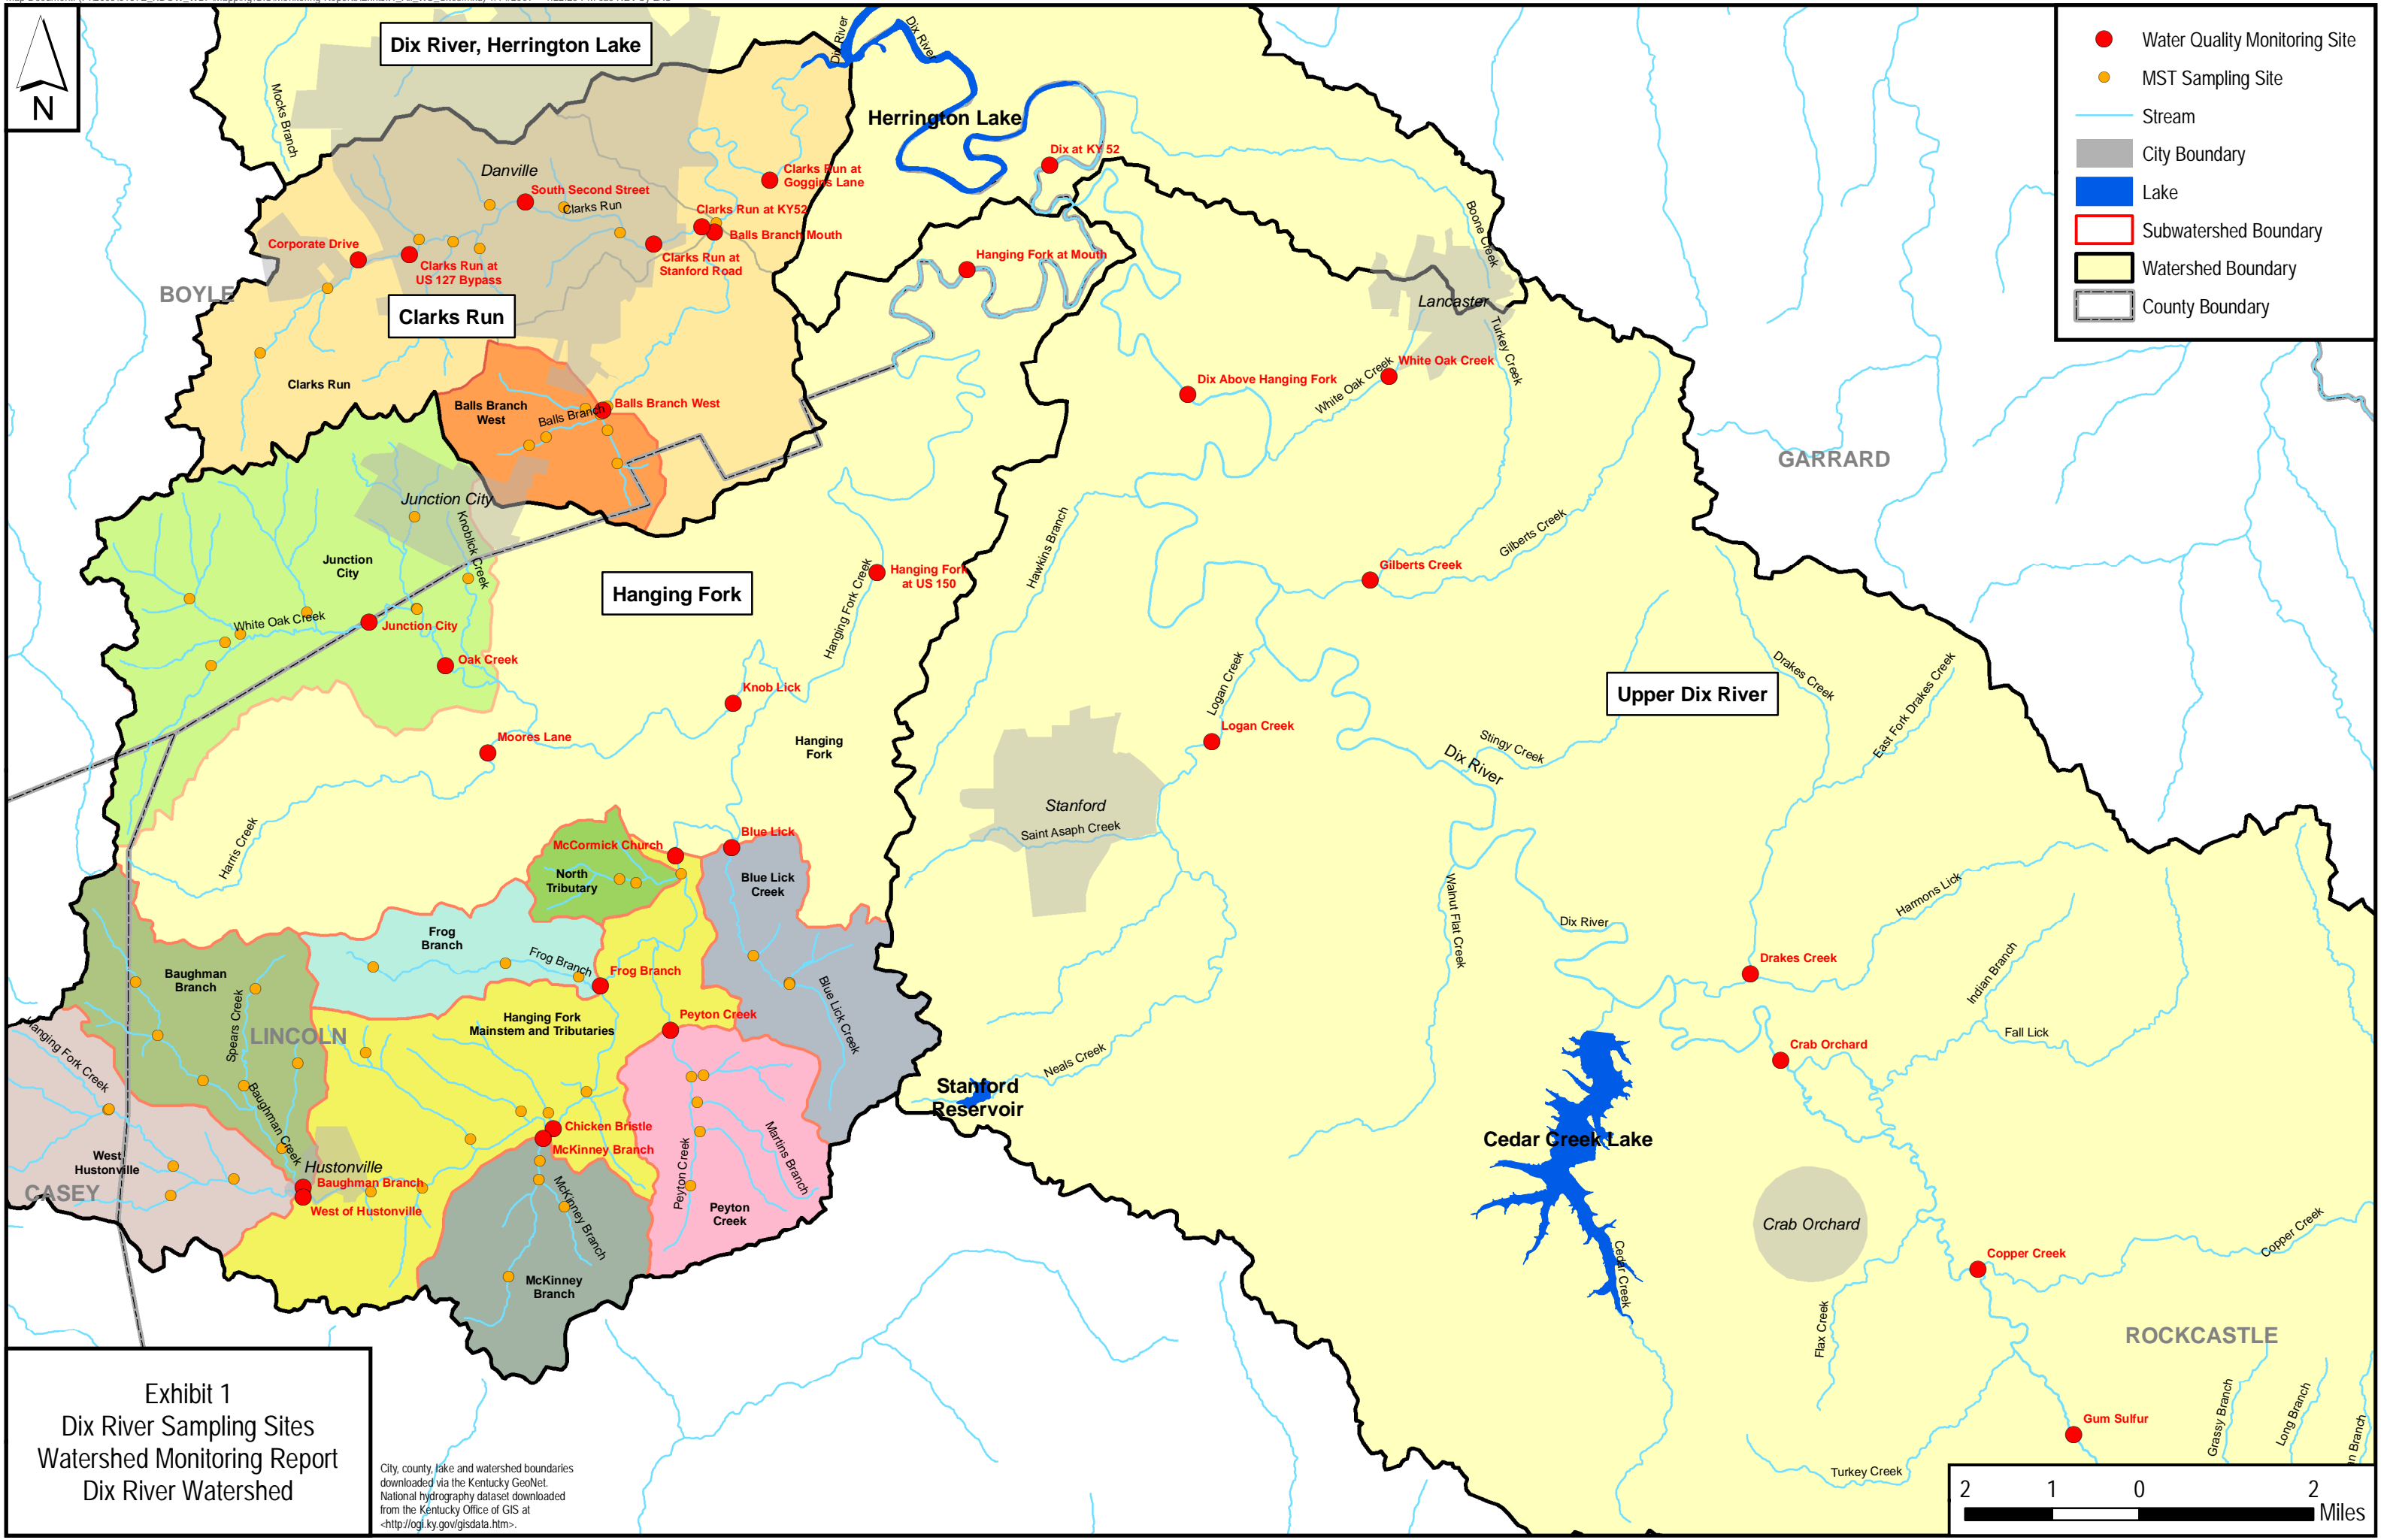 N
Dix River, Herrington Lake
Mocks Branch
Dix River
Dix River
Herrington Lake
Water Quality Monitoring Site
MST Sampling Site
Stream
City Boundary
Lake
Subwatershed Boundary
Watershed Boundary
County Boundary
Danville
South Second Street
Clarks Run
Clarks Run at
Goggins Lane
Dix at KY 52
Clarks Run at KY52
Balls Branch Mouth
Clarks Run at
Stanford Road
Corporate Drive
Clarks Run at
US 127 Bypass
BOYLE
Clarks Run
Clarks Run
Hanging Fork at Mouth
Boone Creek
Lancaster
Turkey Creek
White Oak Creek
White Oak Creek
Dix Above Hanging Fork
Balls Branch
West
Balls Branch
Balls Branch West
GARRARD
Junction City
Knoblick Creek
Junction
City
White Oak Creek
Junction City
Oak Creek
Hanging Fork
Hanging Fork Creek
Hanging Fork
at US 150
Hawkins Branch
Gilberts Creek
Gilberts Creek
Knob Lick
Moores Lane
Hanging
Fork
Logan Creek
Logan Creek
Upper Dix River
Drakes Creek
East Fork Drakes Creek
Stingy Creek
Dix River
Stanford
Saint Asaph Creek
Harris Creek
McCormick Church
Blue Lick
North
Tributary
Blue Lick
Creek
Walnut Flat Creek
Dix River
Harmons Lick
Indian Branch
Fall Lick
Drakes Creek
Crab Orchard
Frog
Branch
Frog Branch
Frog Branch
Baughman
Branch
Spears Creek
LINCOLN
Hanging Fork
Mainstem and Tributaries
Peyton Creek
Blue Lick Creek
Hanging Fork Creek
Baughman Creek
Stanford
Reservoir
Neals Creek
Cedar Creek Lake
Chicken Bristle
McKinney Branch
West
Hustonville
CASEY
Hustonville
Baughman Branch
West of Hustonville
McKinney Branch
McKinney
Branch
Peyton Creek
Martins Branch
Peyton
Creek
Cedar Creek
Crab Orchard
Copper Creek
Copper Creek
Flax Creek
ROCKCASTLE
Gum Sulfur
Grassy Branch
Long Branch
Turkey Creek
Exhibit 1
Dix River Sampling Sites
Watershed Monitoring Report
Dix River Watershed
City, county, lake and watershed boundaries
downloaded via the Kentucky GeoNet.
National hydrography dataset downloaded
from the Kentucky Office of GIS at
<http://ogi.ky.gov/gisdata.htm>.
2 1 0 2
Miles